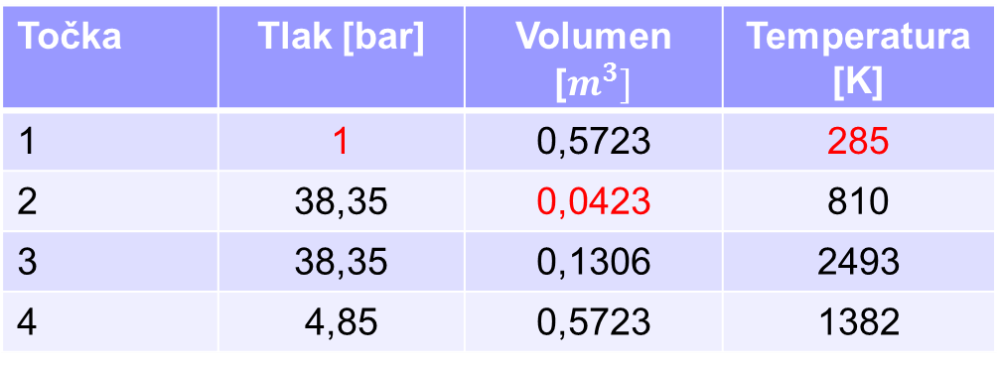 Točka Tlak [bar] Volumen [m³] Temperatura [K]
1 1 0,5723 285
2 38,35 0,0423 810
3 38,35 0,1306 2493
4 4,85 0,5723 1382